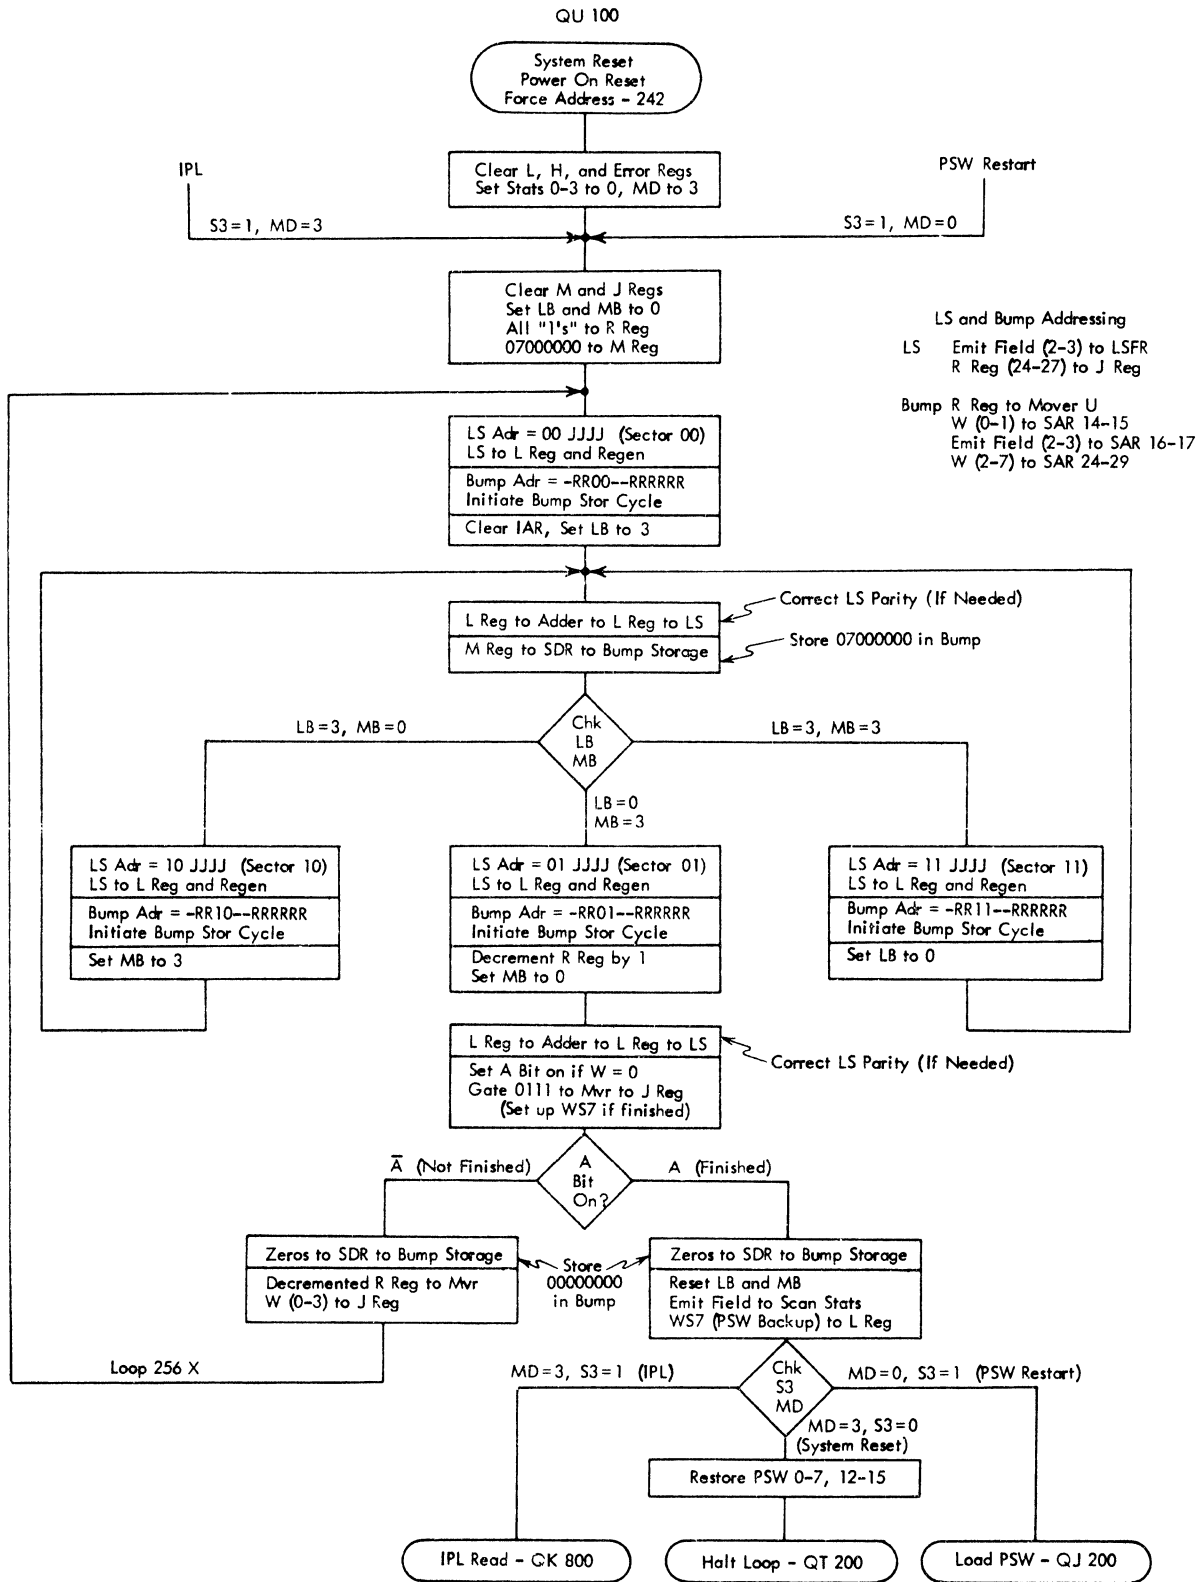 QU 100
System Reset
Power On Reset
Force Address - 242
IPL
Clear L, H, and Error Regs
Set Stats 0-3 to 0, MD to 3
PSW Restart
S3=1, MD=3
S3=1, MD=0
Clear M and J Regs
Set LB and MB to 0
All "1's" to R Reg
07000000 to M Reg
LS and Bump Addressing
LS Emit Field (2-3) to LSFR
R Reg (24-27) to J Reg
Bump R Reg to Mover U
W (0-1) to SAR 14-15
Emit Field (2-3) to SAR 16-17
W (2-7) to SAR 24-29
LS Adr = 00 JJJJ (Sector 00)
LS to L Reg and Regen
Bump Adr = -RR00--RRRRRR
Initiate Bump Stor Cycle
Clear IAR, Set LB to 3
Correct LS Parity (If Needed)
L Reg to Adder to L Reg to LS
M Reg to SDR to Bump Storage
Store 07000000 in Bump
LB=3, MB=0
Chk
LB
MB
LB=3, MB=3
LB=0
MB=3
LS Adr = 10 JJJJ (Sector 10)
LS to L Reg and Regen
Bump Adr = -RR10--RRRRRR
Initiate Bump Stor Cycle
Set MB to 3
LS Adr = 01 JJJJ (Sector 01)
LS to L Reg and Regen
Bump Adr = -RR01--RRRRRR
Initiate Bump Stor Cycle
Decrement R Reg by 1
Set MB to 0
LS Adr = 11 JJJJ (Sector 11)
LS to L Reg and Regen
Bump Adr = -RR11--RRRRRR
Initiate Bump Stor Cycle
Set LB to 0
L Reg to Adder to L Reg to LS
Set A Bit on if W = 0
Gate 0111 to Mvr to J Reg
(Set up WS7 if finished)
Correct LS Parity (If Needed)
A̅ (Not Finished)
A
Bit
On?
A (Finished)
Zeros to SDR to Bump Storage
Decremented R Reg to Mvr
W (0-3) to J Reg
Store
00000000
in Bump
Zeros to SDR to Bump Storage
Reset LB and MB
Emit Field to Scan Stats
WS7 (PSW Backup) to L Reg
Loop 256 X
MD=3, S3=1 (IPL)
Chk
S3
MD
MD=0, S3=1 (PSW Restart)
MD=3, S3=0
(System Reset)
Restore PSW 0-7, 12-15
IPL Read - QK 800
Halt Loop - QT 200
Load PSW - QJ 200